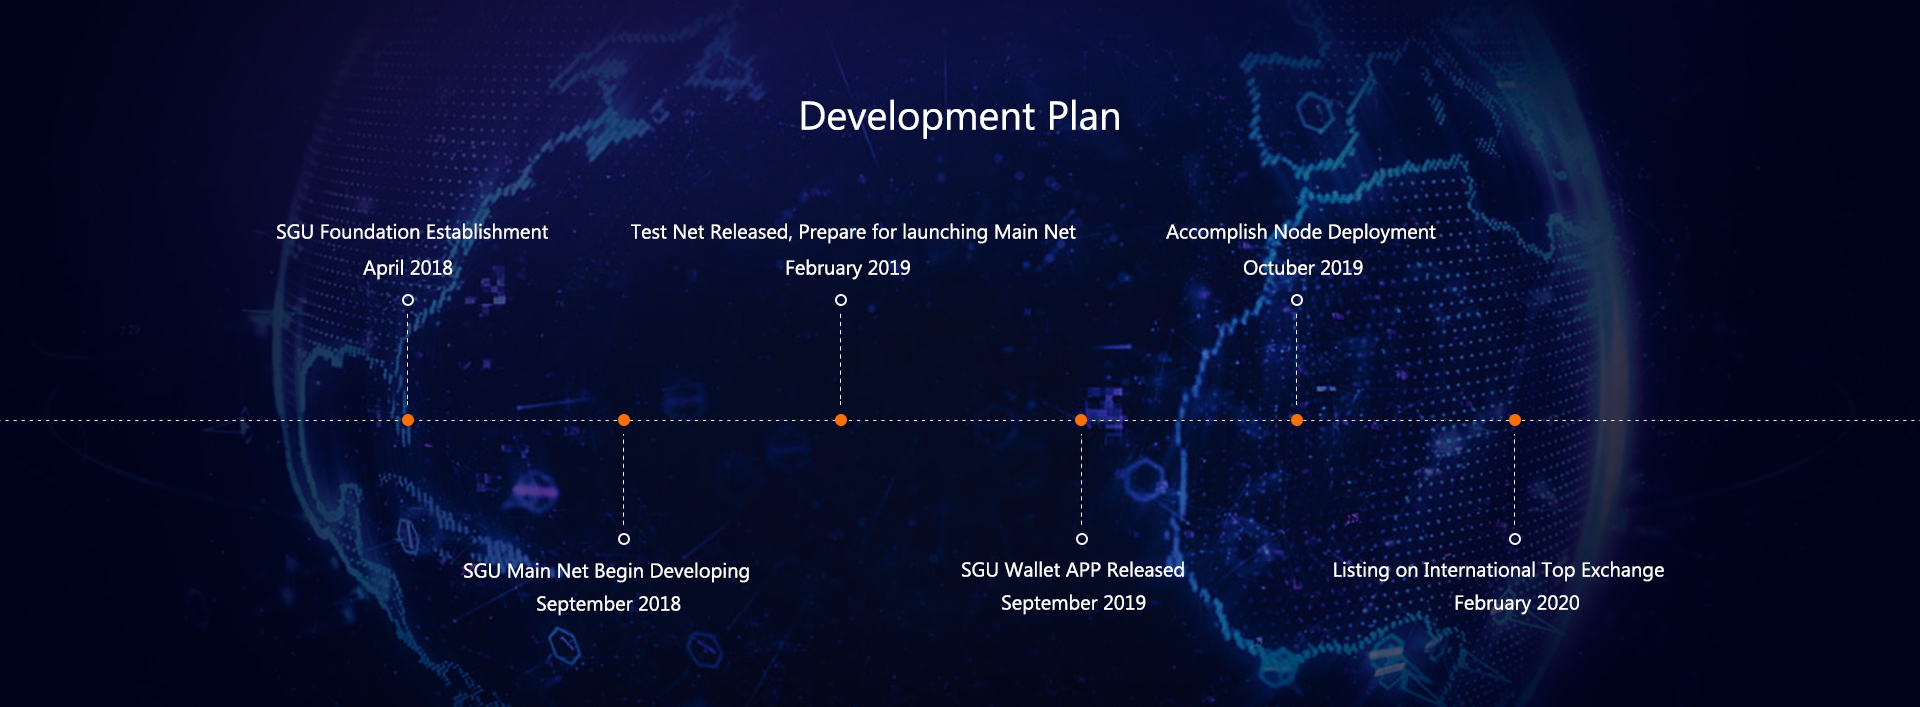 Development Plan
SGU Foundation Establishment
April 2018
Test Net Released, Prepare for launching Main Net
February 2019
Accomplish Node Deployment
Octuber 2019
SGU Main Net Begin Developing
September 2018
SGU Wallet APP Released
September 2019
Listing on International Top Exchange
February 2020